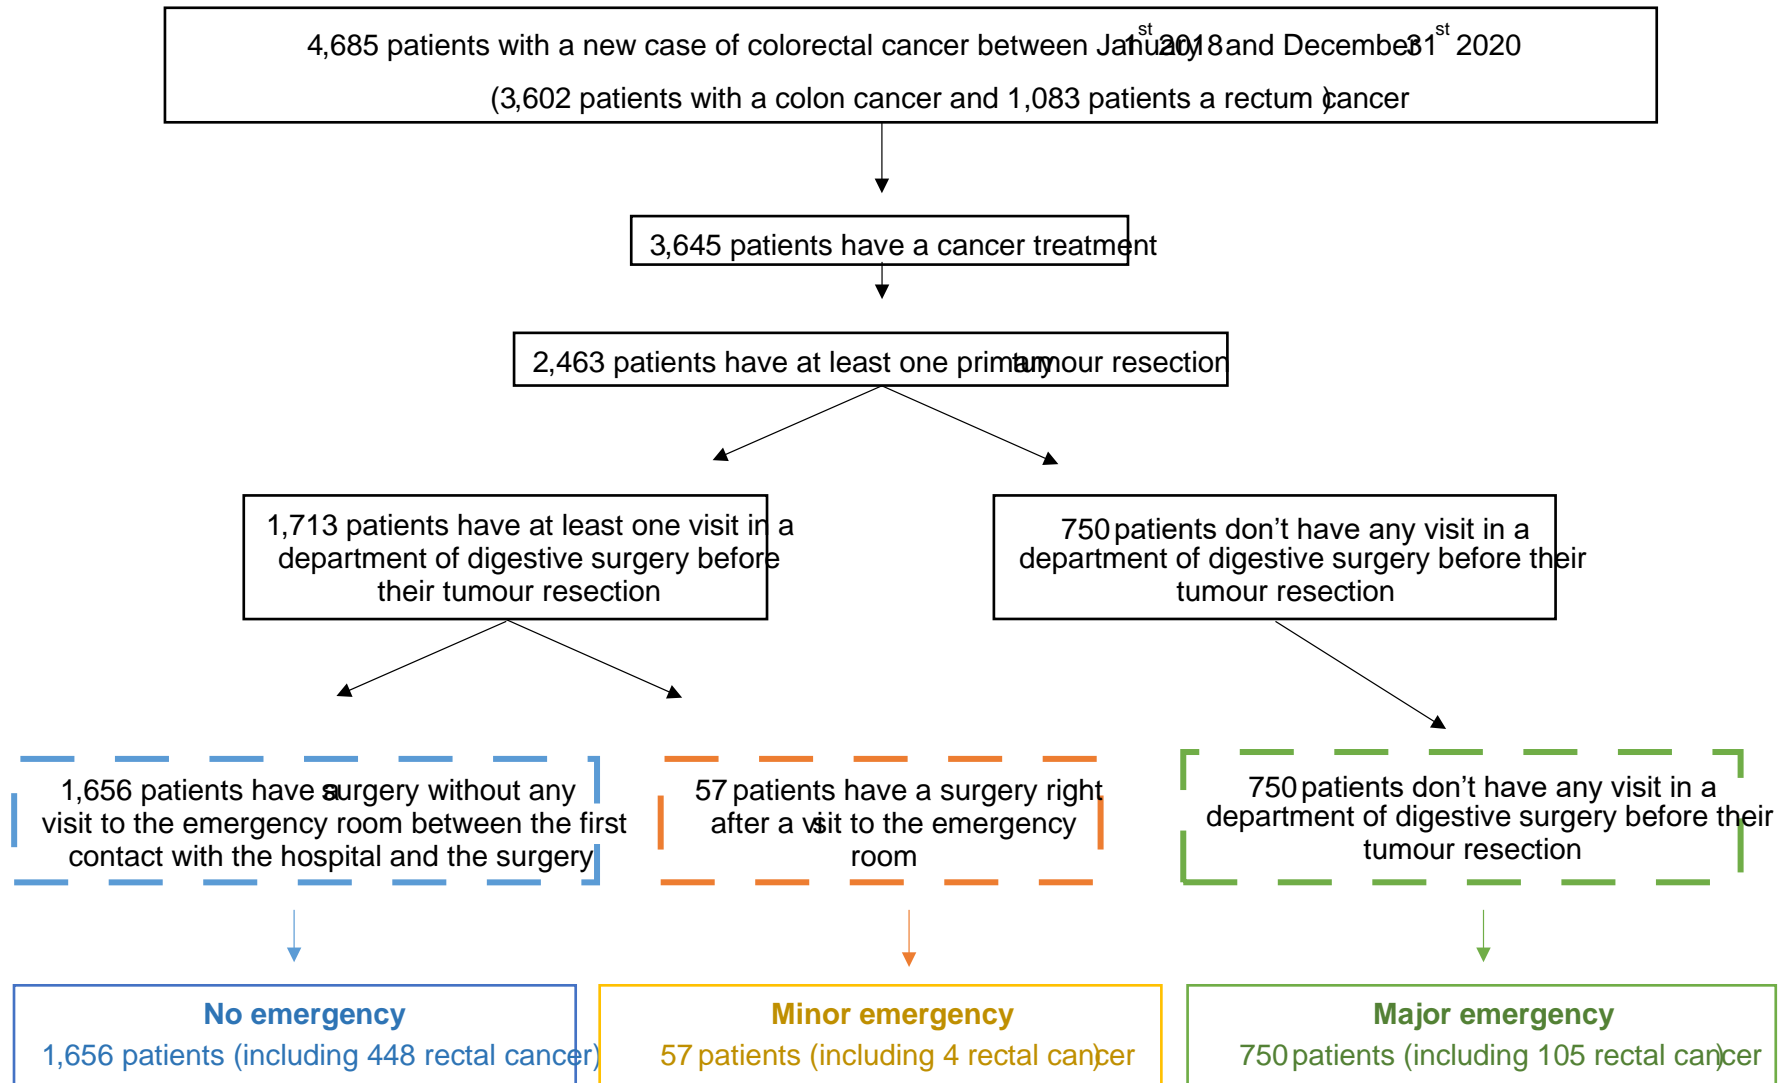 4,685 patients with a new case of colorectal cancer between January 1st 2018 and December 31st 2020
(3,602 patients with a colon cancer and 1,083 patients a rectum cancer)
3,645 patients have a cancer treatment
2,463 patients have at least one primary tumour resection
1,713 patients have at least one visit in a
department of digestive surgery before
their tumour resection
750 patients don't have any visit in a
department of digestive surgery before their
tumour resection
1,656 patients have a surgery without any
visit to the emergency room between the first
contact with the hospital and the surgery
57 patients have a surgery right
after a visit to the emergency
room
750 patients don't have any visit in a
department of digestive surgery before their
tumour resection
No emergency
1,656 patients (including 448 rectal cancer)
Minor emergency
57 patients (including 4 rectal cancer)
Major emergency
750 patients (including 105 rectal cancer)